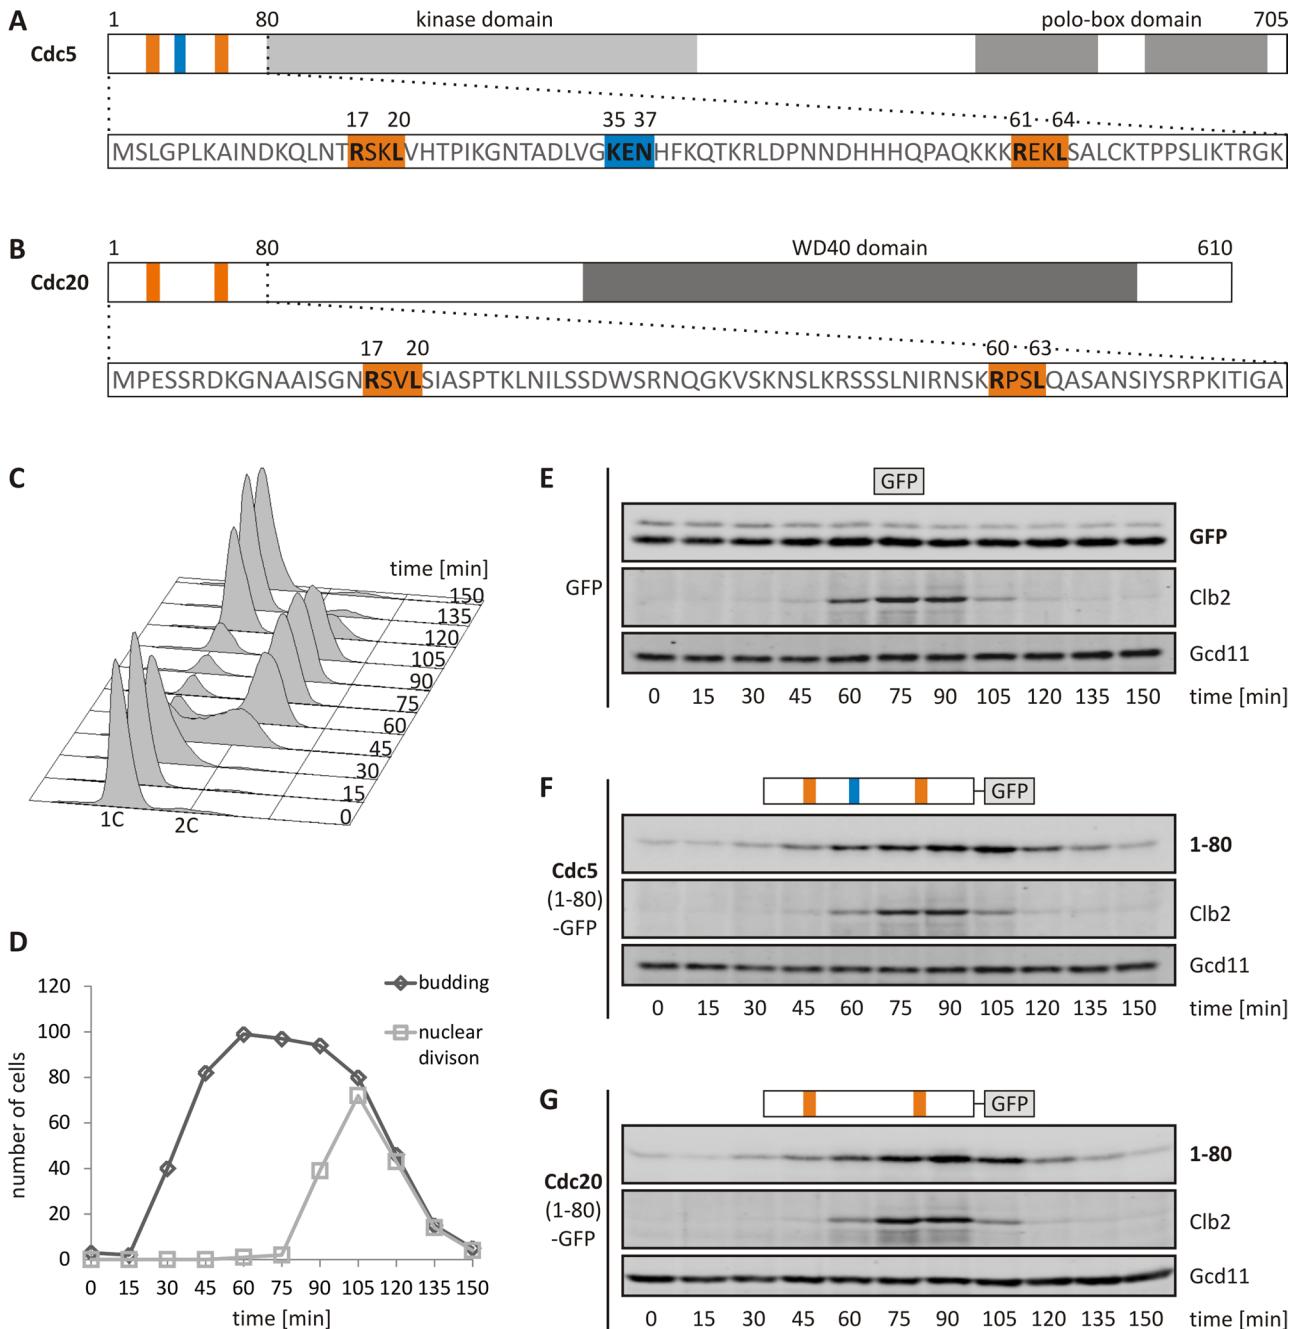 A
1 80 kinase domain polo-box domain 705
Cdc5
17 20 35 37 61 64
MSLGPLKAINDKQLNTRSKLVHTPIKGNTADLVGKENHFKQTKRLDPNNDHHHQPAQKKKREKLSALCKTPPSLIKTRGK
B
1 80 WD40 domain 610
Cdc20
17 20 60 63
MPESSRDKGNAAISGNRSVLSIASPTKLNILSSDWSRNQGKVSKNSLKRSSSLNIRNSKRPSLQASANSIYSRPKITIGA
C
time [min]
150
135
120
105
90
75
60
45
30
15
0
1C 2C
D
120
100
80
60
40
20
0
number of cells
budding
nuclear
divison
0 15 30 45 60 75 90 105 120 135 150
time [min]
E
GFP
GFP
GFP
Clb2
Gcd11
0 15 30 45 60 75 90 105 120 135 150 time [min]
F
GFP
Cdc5
(1-80)
-GFP
1-80
Clb2
Gcd11
0 15 30 45 60 75 90 105 120 135 150 time [min]
G
GFP
Cdc20
(1-80)
-GFP
1-80
Clb2
Gcd11
0 15 30 45 60 75 90 105 120 135 150 time [min]